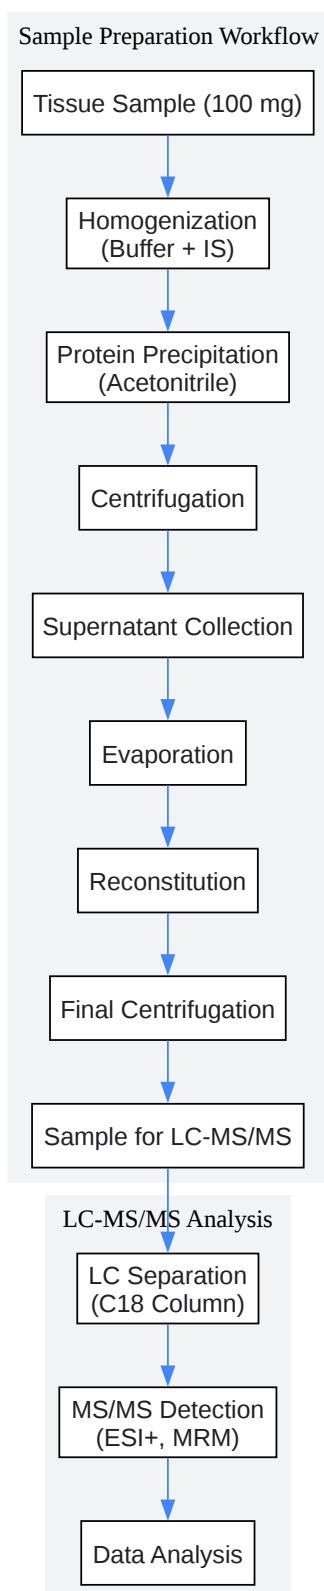 Sample Preparation Workflow
Tissue Sample (100 mg)
Homogenization
(Buffer + IS)
Protein Precipitation
(Acetonitrile)
Centrifugation
Supernatant Collection
Evaporation
Reconstitution
Final Centrifugation
Sample for LC-MS/MS
LC-MS/MS Analysis
LC Separation
(C18 Column)
MS/MS Detection
(ESI+, MRM)
Data Analysis